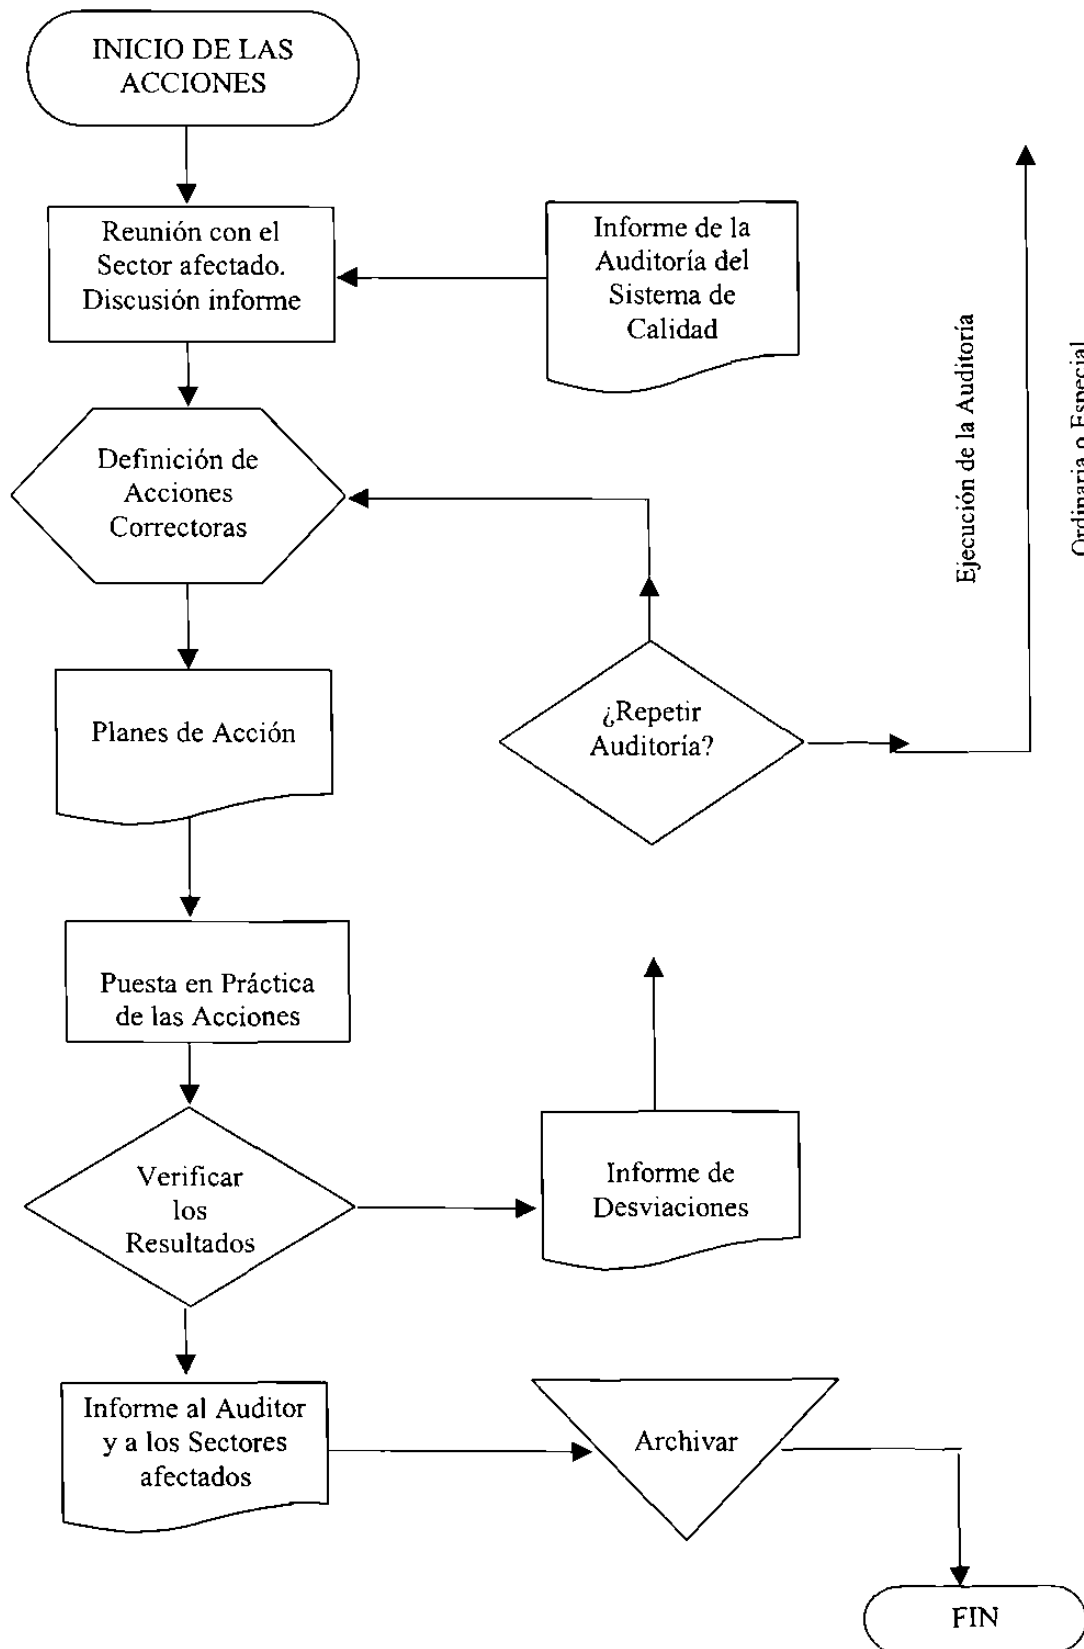 INICIO DE LAS
ACCIONES
Reunión con el
Sector afectado.
Discusión informe
Informe de la
Auditoría del
Sistema de
Calidad
Definición de
Acciones
Correctoras
Ejecución de la Auditoría
Ordinaria o Especial
Planes de Acción
¿Repetir
Auditoría?
Puesta en Práctica
de las Acciones
Verificar
los
Resultados
Informe de
Desviaciones
Informe al Auditor
y a los Sectores
afectados
Archivar
FIN